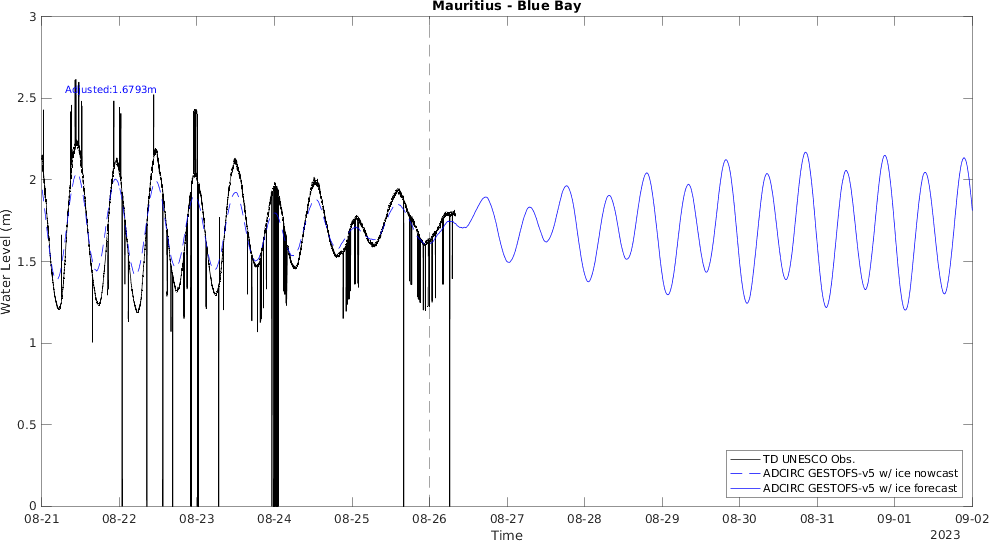 Mauritius - Blue Bay
3
2.5
2
1.5
1
0.5
0
Water Level (m)
Adjusted:1.6793m
TD UNESCO Obs.
ADCIRC GESTOFS-v5 w/ ice nowcast
ADCIRC GESTOFS-v5 w/ ice forecast
08-21 08-22 08-23 08-24 08-25 08-26 08-27 08-28 08-29 08-30 08-31 09-01 09-02
Time
2023